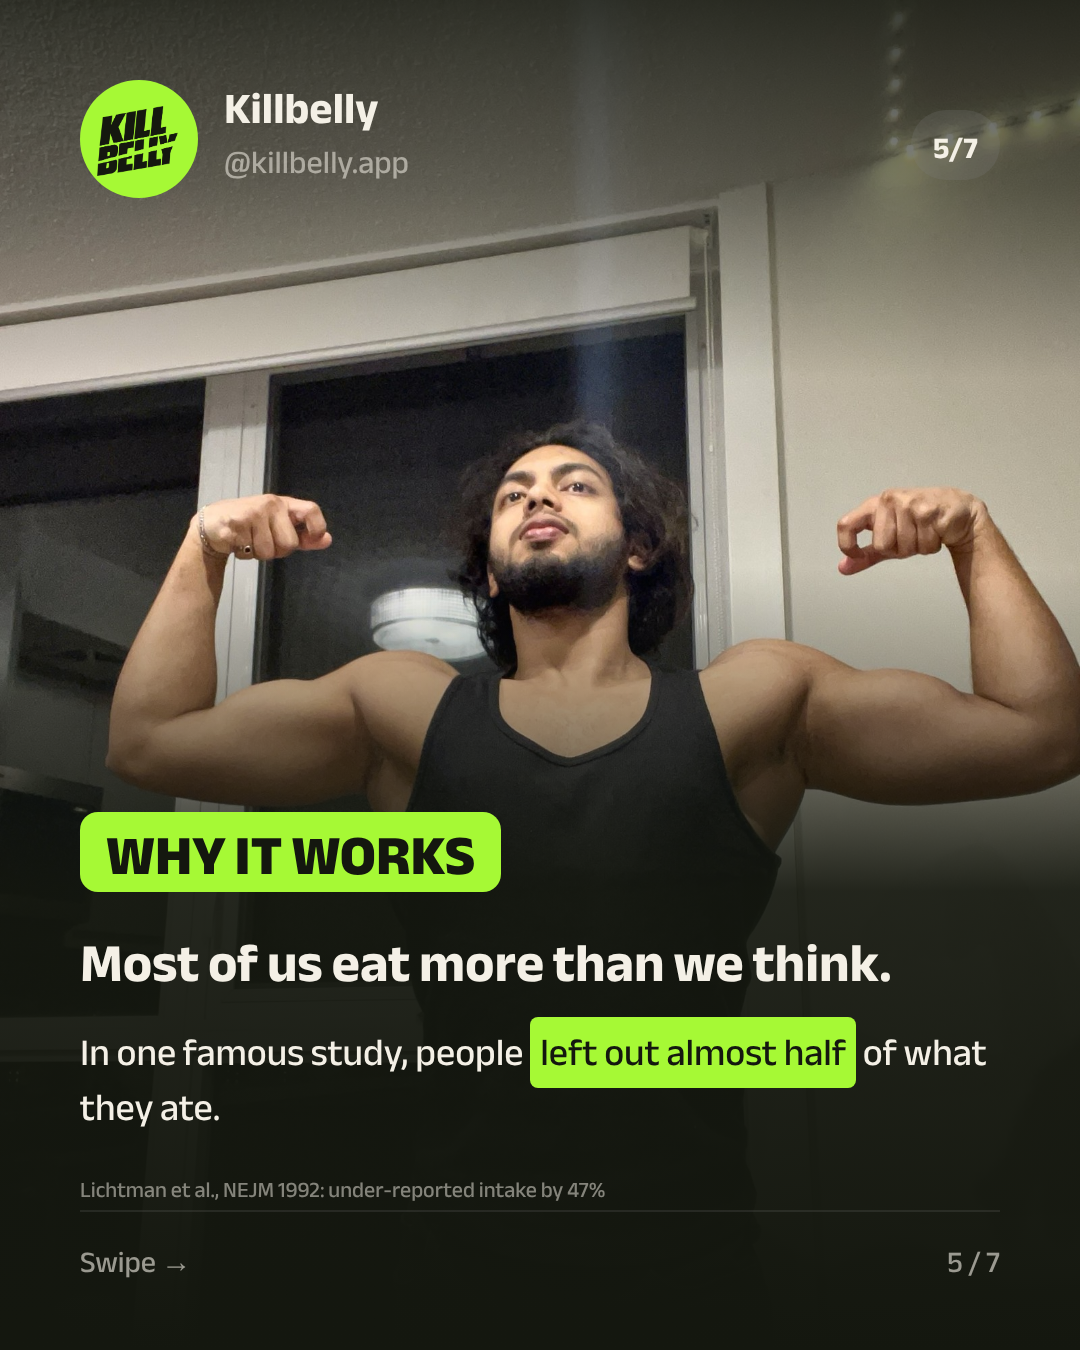 KILL
BELLY
Killbelly
@killbelly.app
5/7
WHY IT WORKS
Most of us eat more than we think.
In one famous study, people left out almost half of what
they ate.
Lichtman et al., NEJM 1992: under-reported intake by 47%
Swipe →
5 / 7